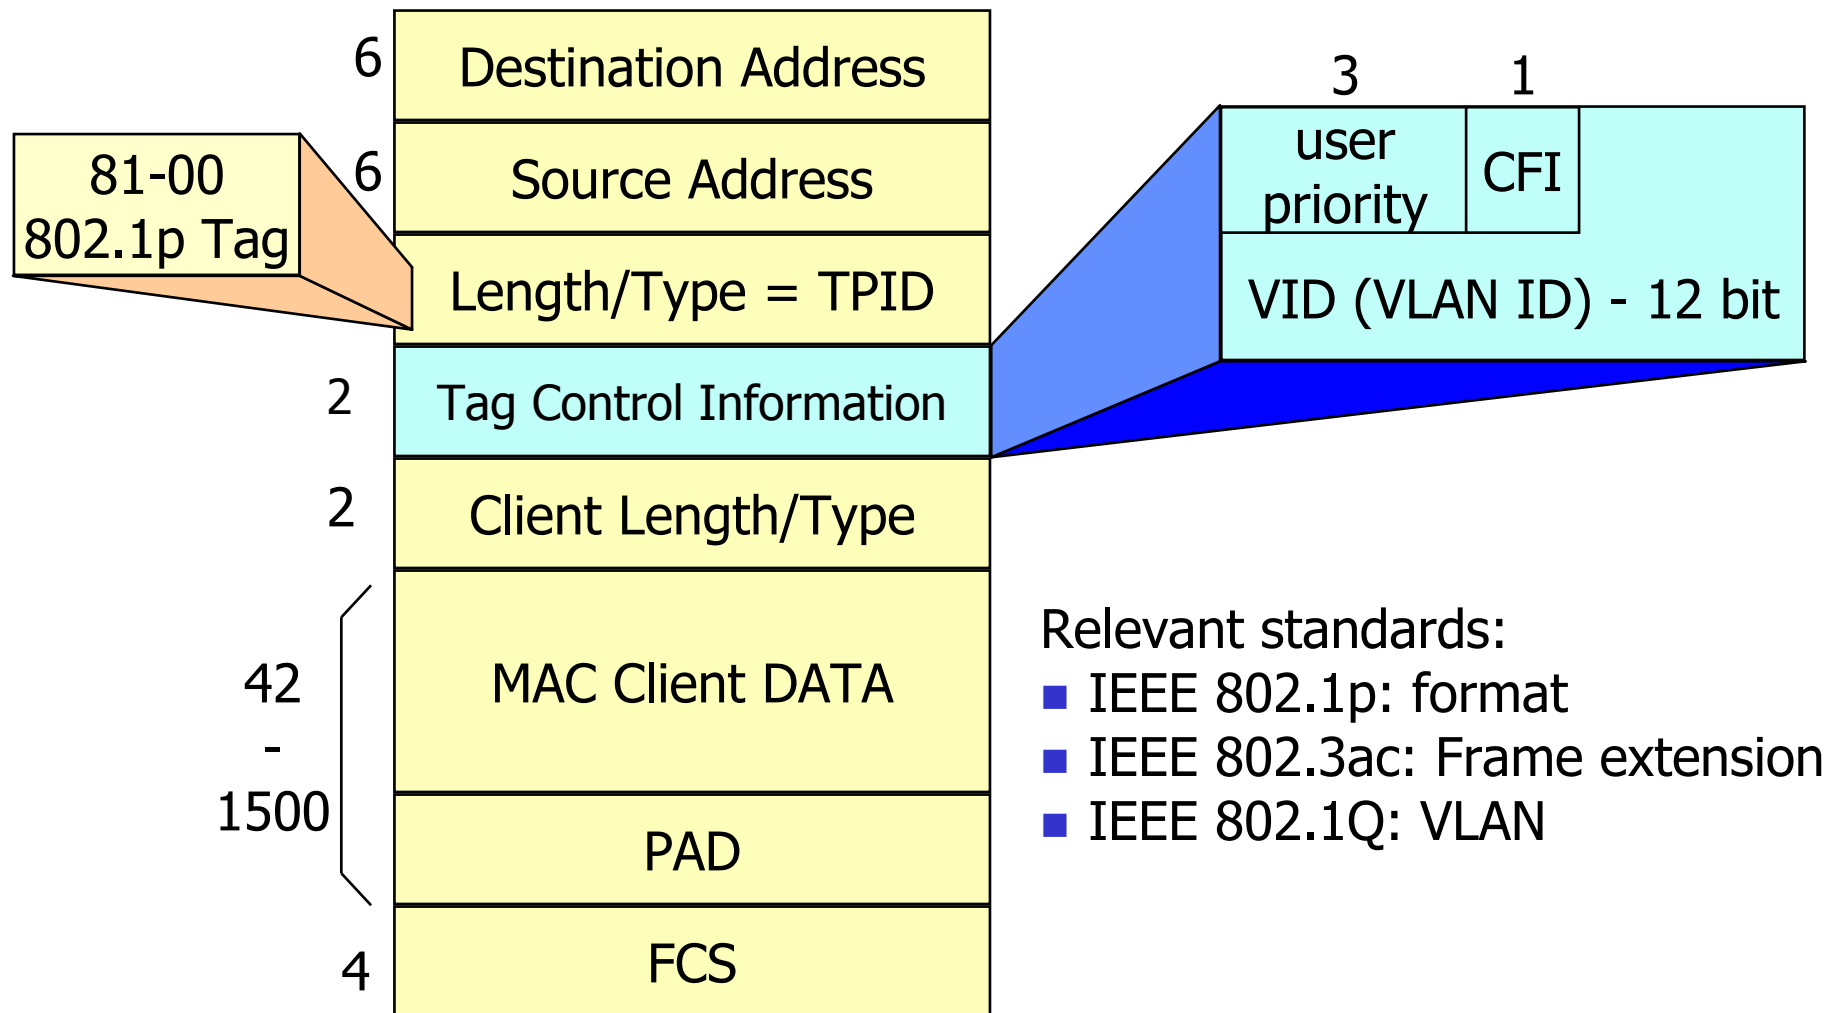 6
Destination Address
3
1
81-00
802.1p Tag
6
Source Address
user
priority
CFI
Length/Type = TPID
VID (VLAN ID) - 12 bit
2
Tag Control Information
2
Client Length/Type
42
-
1500
MAC Client DATA
PAD
Relevant standards:
IEEE 802.1p: format
IEEE 802.3ac: Frame extension
IEEE 802.1Q: VLAN
4
FCS